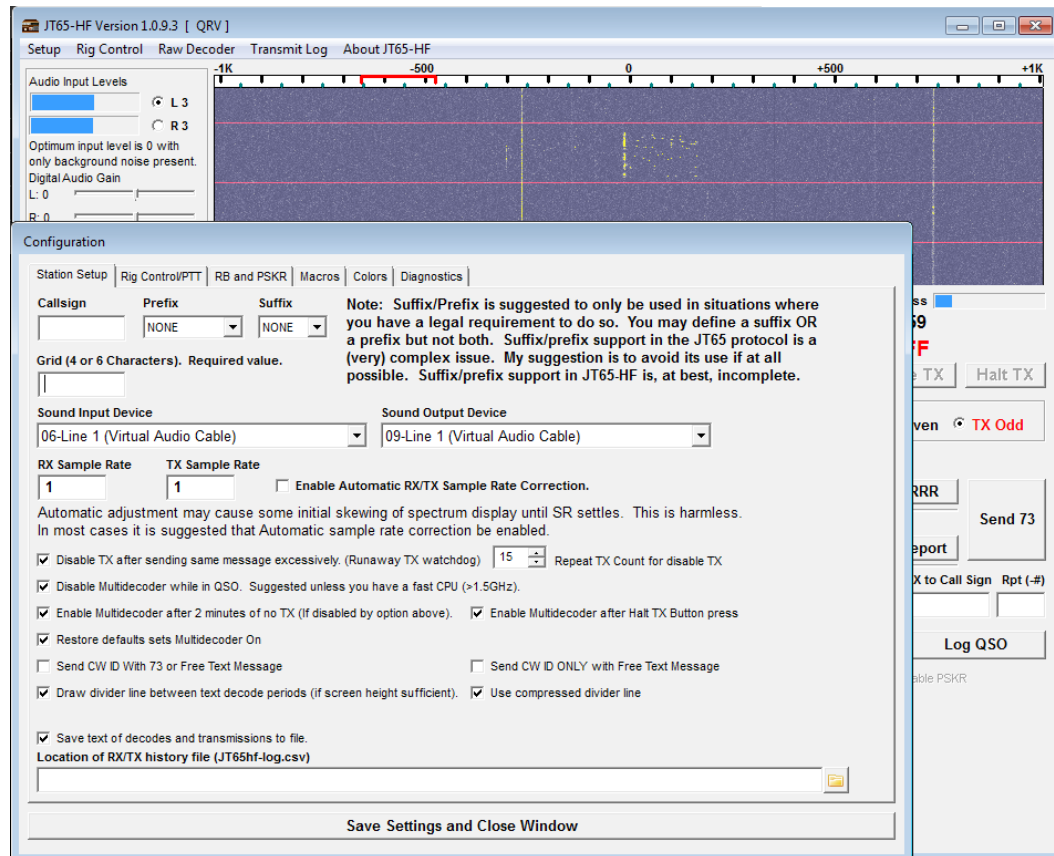 JT65-HF Version 1.0.9.3 [ QRV ]
Setup Rig Control Raw Decoder Transmit Log About JT65-HF
-1K -500 0 +500 +1K
Audio Input Levels
L 3
R 3
Optimum input level is 0 with
only background noise present.
Digital Audio Gain
L: 0
R: 0
Configuration
Station Setup Rig Control/PTT RB and PSKR Macros Colors Diagnostics
Callsign Prefix Suffix
NONE NONE
Note: Suffix/Prefix is suggested to only be used in situations where
you have a legal requirement to do so. You may define a suffix OR
a prefix but not both. Suffix/prefix support in the JT65 protocol is a
(very) complex issue. My suggestion is to avoid its use if at all
possible. Suffix/prefix support in JT65-HF is, at best, incomplete.
Grid (4 or 6 Characters). Required value.
Sound Input Device Sound Output Device
06-Line 1 (Virtual Audio Cable) 09-Line 1 (Virtual Audio Cable)
RX Sample Rate TX Sample Rate
1 1 Enable Automatic RX/TX Sample Rate Correction.
Automatic adjustment may cause some initial skewing of spectrum display until SR settles. This is harmless.
In most cases it is suggested that Automatic sample rate correction be enabled.
Disable TX after sending same message excessively. (Runaway TX watchdog) 15 Repeat TX Count for disable TX
Disable Multidecoder while in QSO. Suggested unless you have a fast CPU (>1.5GHz).
Enable Multidecoder after 2 minutes of no TX (If disabled by option above). Enable Multidecoder after Halt TX Button press
Restore defaults sets Multidecoder On
Send CW ID With 73 or Free Text Message Send CW ID ONLY with Free Text Message
Draw divider line between text decode periods (if screen height sufficient). Use compressed divider line
Save text of decodes and transmissions to file.
Location of RX/TX history file (JT65hf-log.csv)
Save Settings and Close Window
TX Halt TX
TX Odd
RRR
Send 73
to Call Sign Rpt (-#)
Log QSO
PSKR